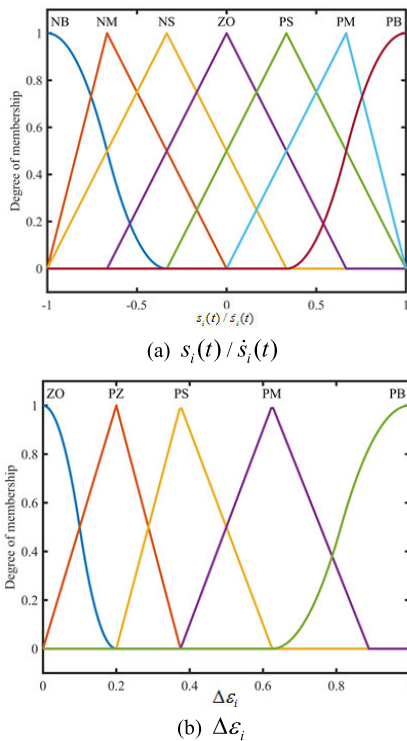 NB NM NS ZO PS PM PB
1
0.8
0.6
0.4
0.2
0
Degree of membership
-1 -0.5 0 0.5 1
s_i(t) / ṡ_i(t)
(a) s_i(t) / ṡ_i(t)
ZO PZ PS PM PB
1
0.8
0.6
0.4
0.2
0
Degree of membership
0 0.2 0.4 0.6 0.8
Δε_i
(b) Δε_i